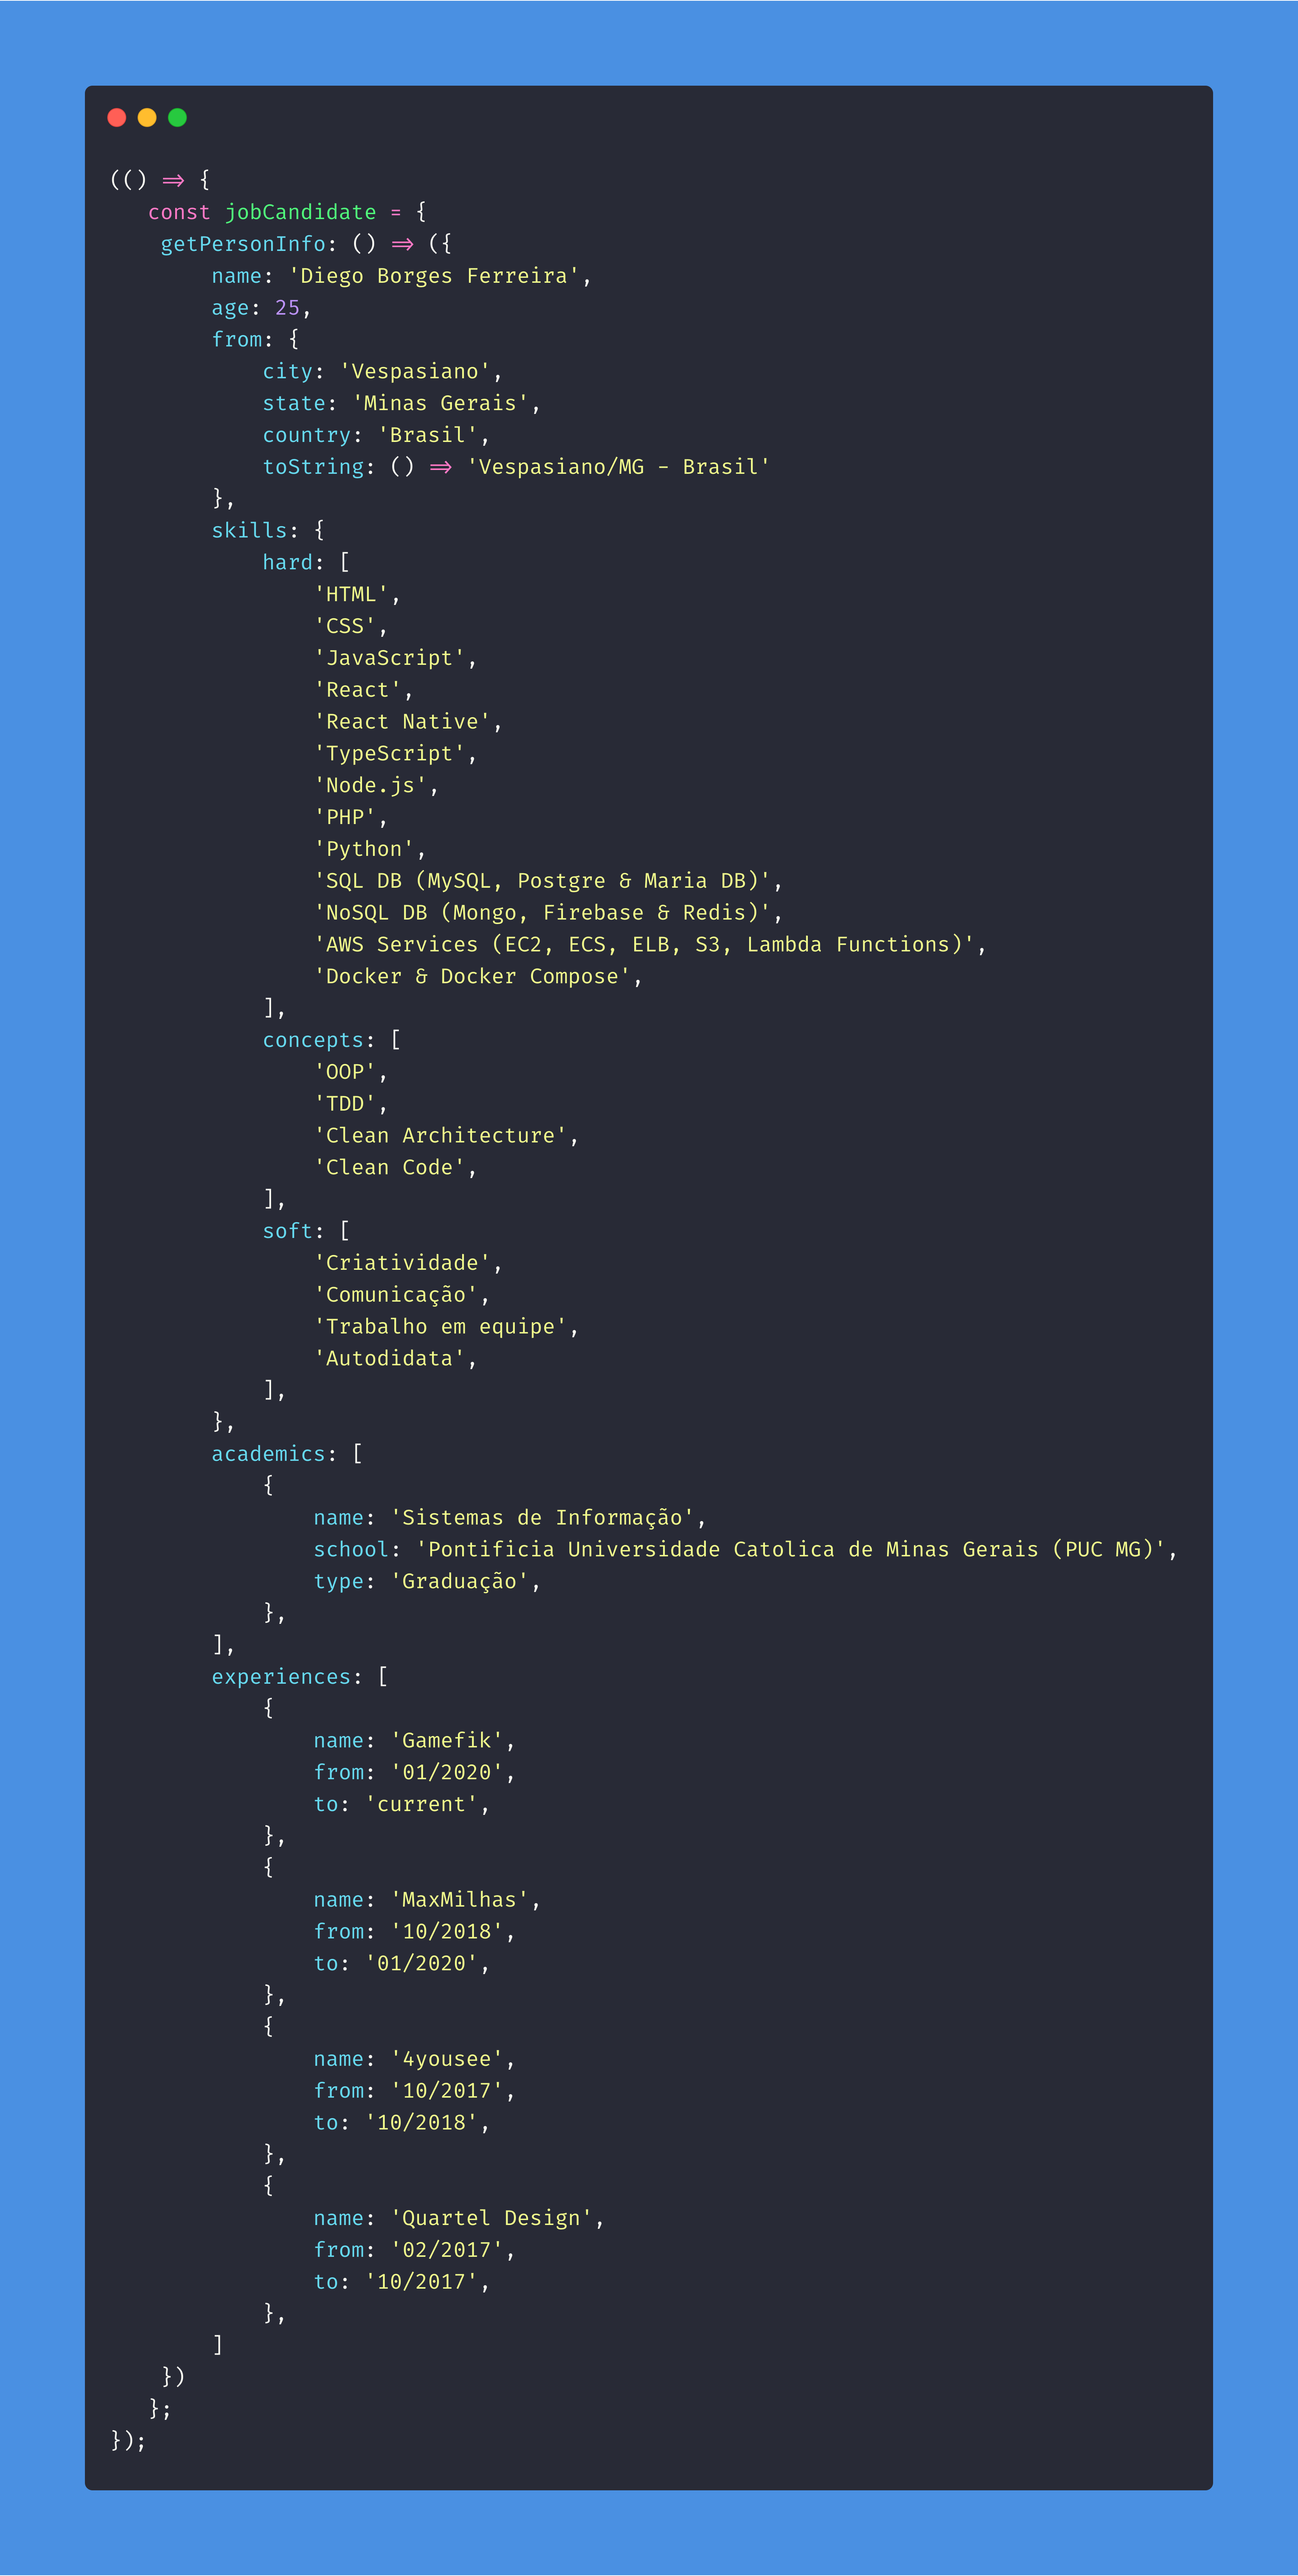 (() => {
   const jobCandidate = {
    getPersonInfo: () => ({
        name: 'Diego Borges Ferreira',
        age: 25,
        from: {
            city: 'Vespasiano',
            state: 'Minas Gerais',
            country: 'Brasil',
            toString: () => 'Vespasiano/MG - Brasil'
        },
        skills: {
            hard: [
                'HTML',
                'CSS',
                'JavaScript',
                'React',
                'React Native',
                'TypeScript',
                'Node.js',
                'PHP',
                'Python',
                'SQL DB (MySQL, Postgre & Maria DB)',
                'NoSQL DB (Mongo, Firebase & Redis)',
                'AWS Services (EC2, ECS, ELB, S3, Lambda Functions)',
                'Docker & Docker Compose',
            ],
            concepts: [
                'OOP',
                'TDD',
                'Clean Architecture',
                'Clean Code',
            ],
            soft: [
                'Criatividade',
                'Comunicação',
                'Trabalho em equipe',
                'Autodidata',
            ],
        },
        academics: [
            {
                name: 'Sistemas de Informação',
                school: 'Pontificia Universidade Catolica de Minas Gerais (PUC MG)',
                type: 'Graduação',
            },
        ],
        experiences: [
            {
                name: 'Gamefik',
                from: '01/2020',
                to: 'current',
            },
            {
                name: 'MaxMilhas',
                from: '10/2018',
                to: '01/2020',
            },
            {
                name: '4yousee',
                from: '10/2017',
                to: '10/2018',
            },
            {
                name: 'Quartel Design',
                from: '02/2017',
                to: '10/2017',
            },
        ]
    })
   };
});